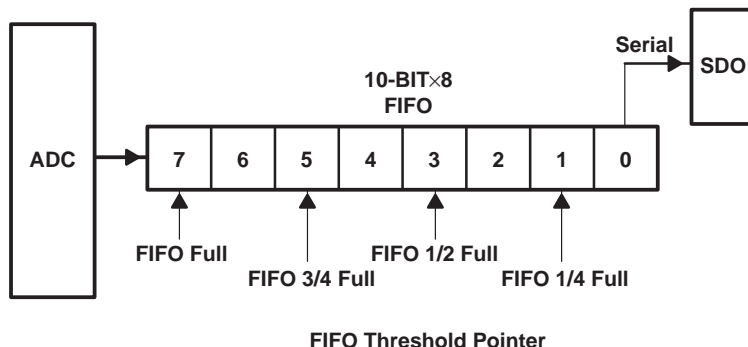 Serial
SDO
10-BIT×8
FIFO
ADC
7 6 5 4 3 2 1 0
FIFO Full
FIFO 1/2 Full
FIFO 3/4 Full
FIFO 1/4 Full
FIFO Threshold Pointer